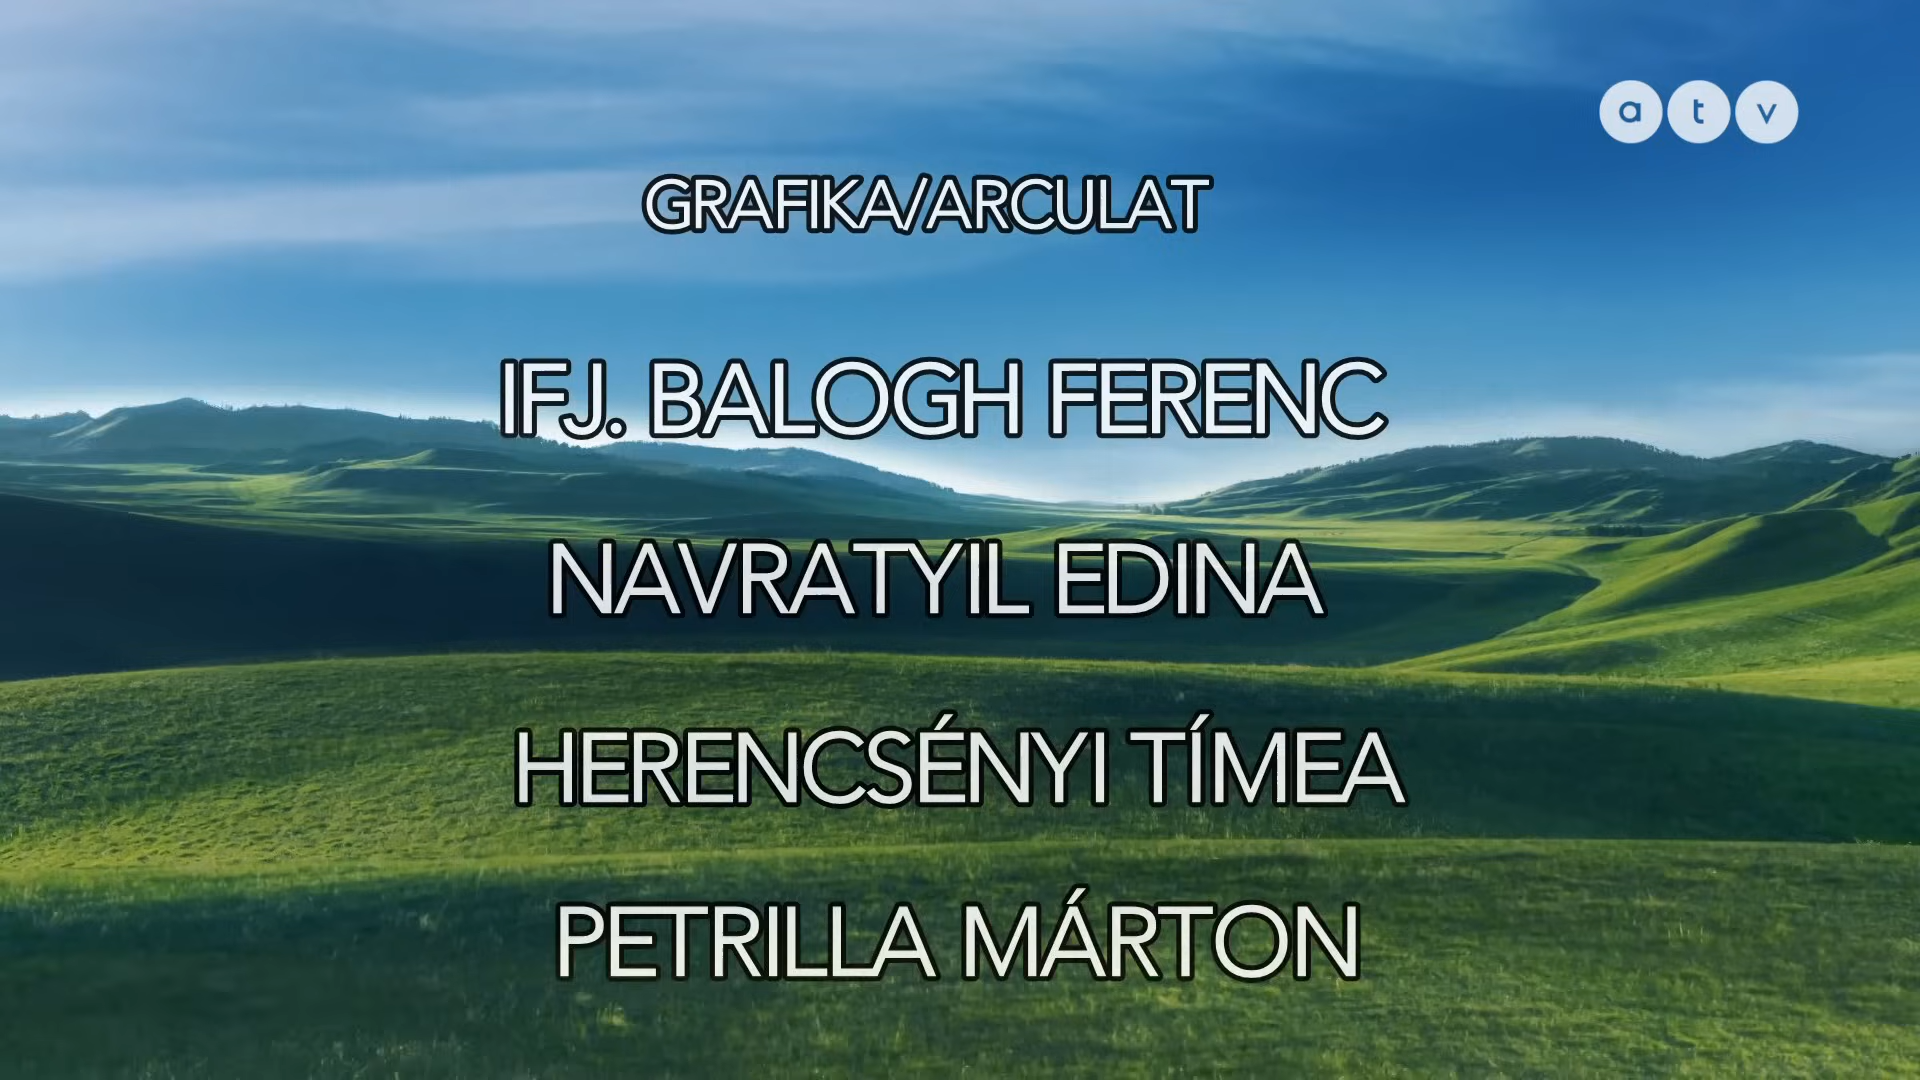 atv
GRAFIKA/ARCULAT
IFJ. BALOGH FERENC
NAVRATYIL EDINA
HERENCSÉNYI TÍMEA
PETRILLA MÁRTON